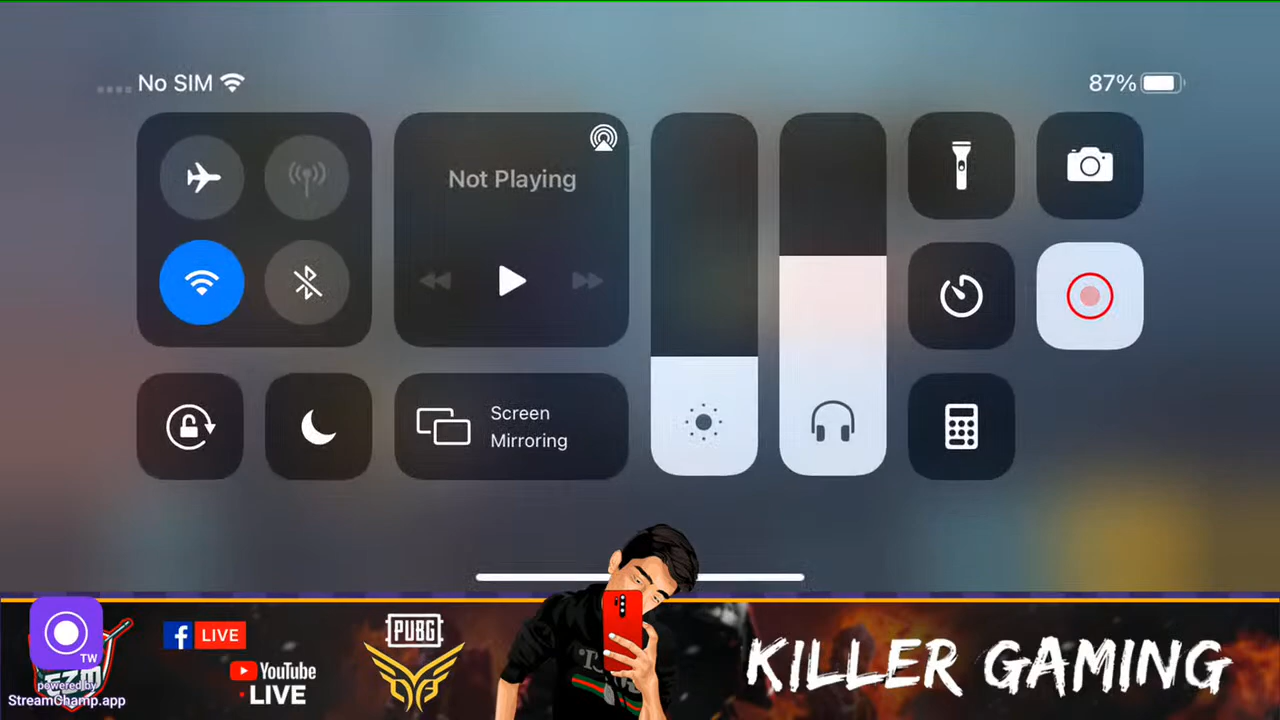 No SIM
87%
Not Playing
Screen
Mirroring
TW
powered by
StreamChamp.app
LIVE
YouTube
LIVE
PUBG
KILLER GAMING